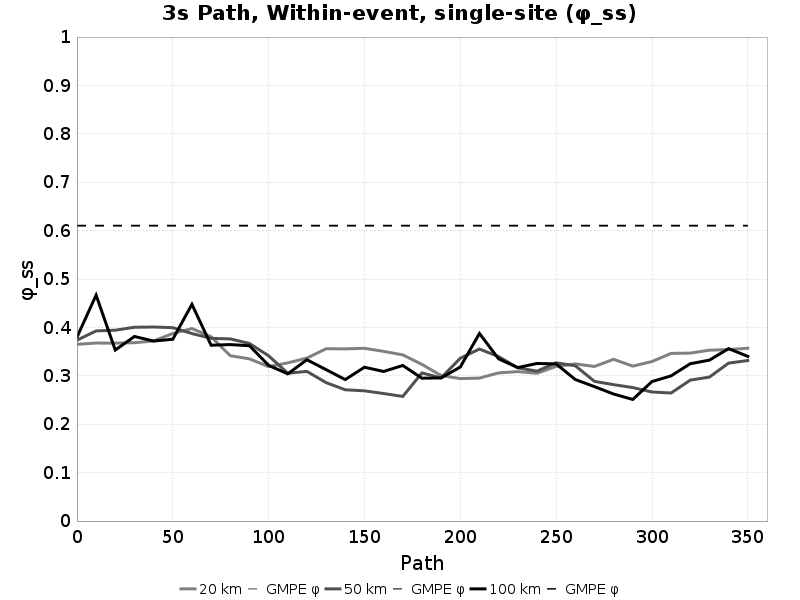 3s Path, Within-event, single-site (φ_ss)
1
0.9
0.8
0.7
0.6
0.5
0.4
0.3
0.2
0.1
0
φ_ss
0 50 100 150 200 250 300 350
Path
20 km GMPE φ 50 km GMPE φ 100 km GMPE φ